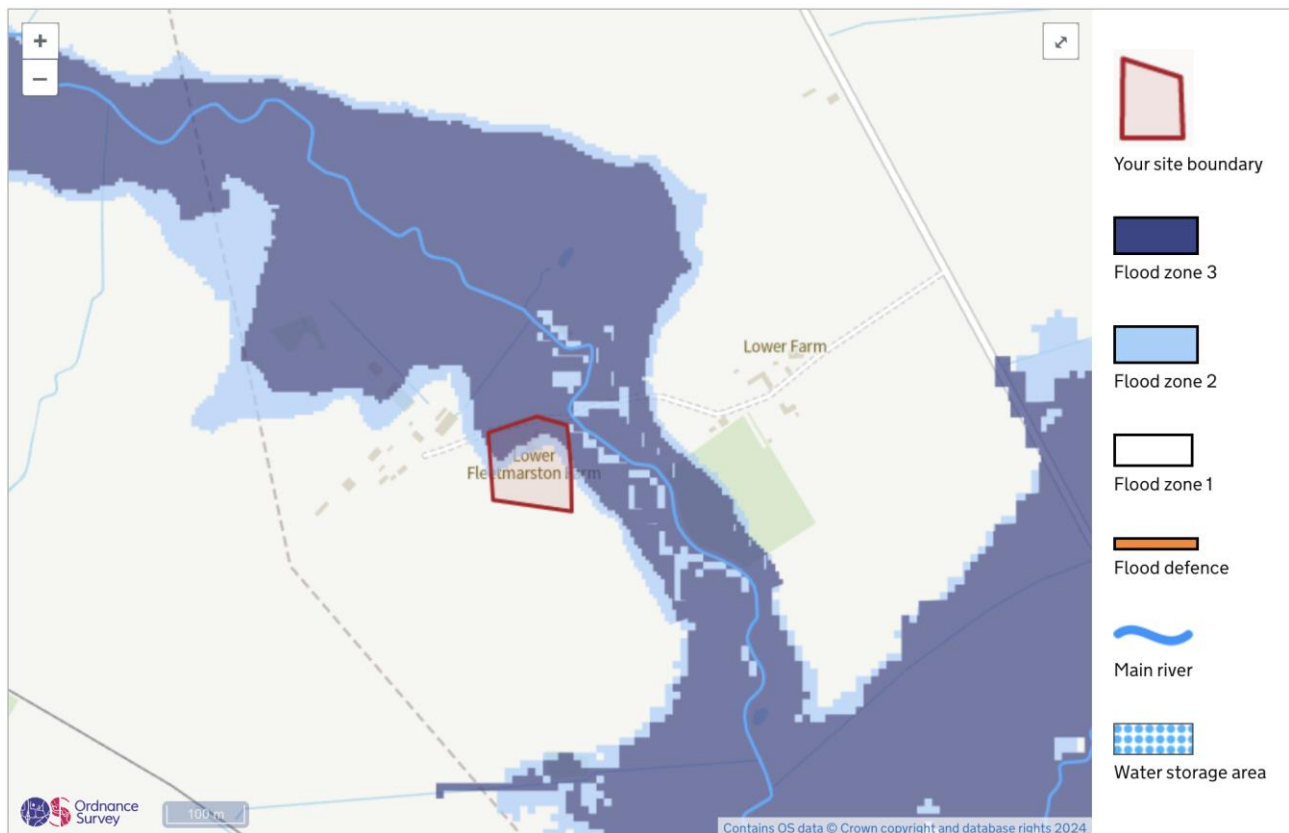 +
−
Lower Farm
Lower
Fleetmarston Farm
Ordnance
Survey
100 m
Contains OS data © Crown copyright and database rights 2024
Your site boundary
Flood zone 3
Flood zone 2
Flood zone 1
Flood defence
Main river
Water storage area